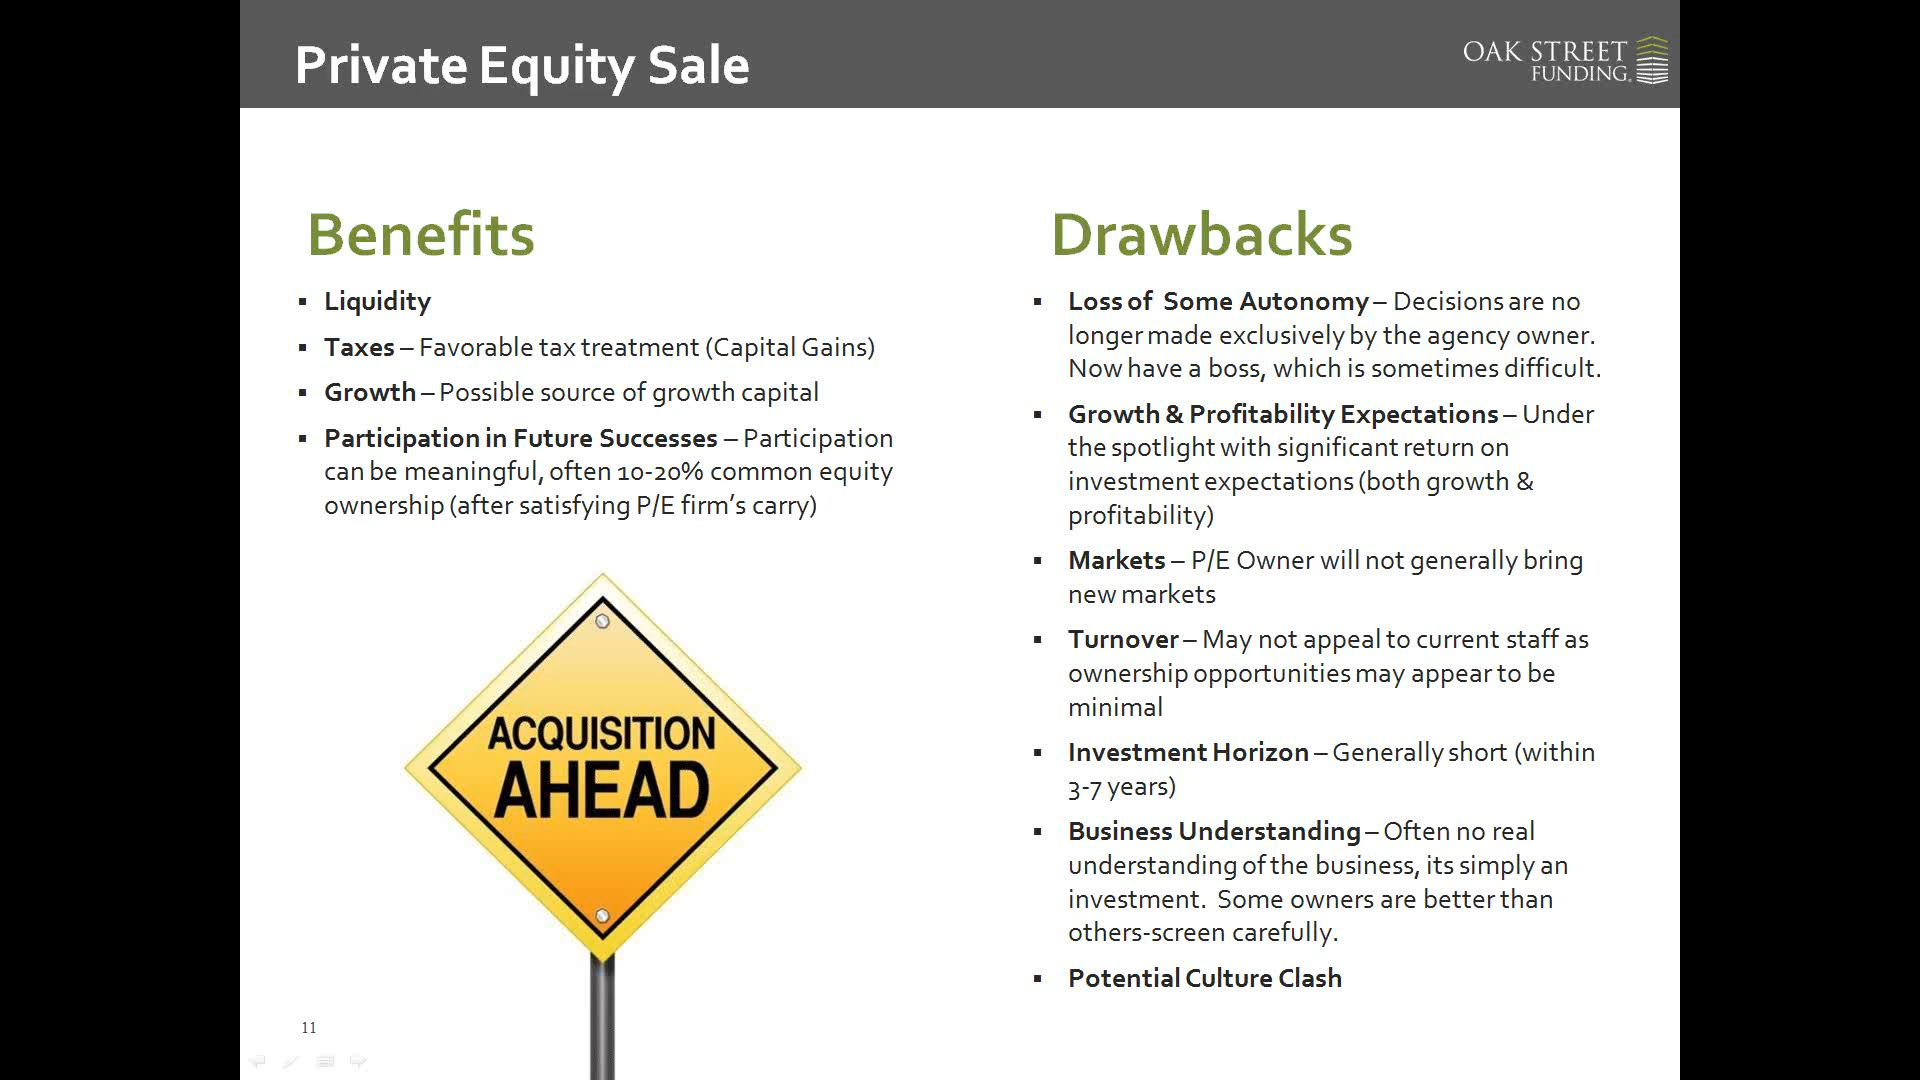 Private Equity Sale
OAK STREET
FUNDING®
Benefits
▪ Liquidity
▪ Taxes – Favorable tax treatment (Capital Gains)
▪ Growth – Possible source of growth capital
▪ Participation in Future Successes – Participation
can be meaningful, often 10-20% common equity
ownership (after satisfying P/E firm’s carry)
ACQUISITION
AHEAD
Drawbacks
▪ Loss of  Some Autonomy – Decisions are no
longer made exclusively by the agency owner.
Now have a boss, which is sometimes difficult.
▪ Growth & Profitability Expectations – Under
the spotlight with significant return on
investment expectations (both growth &
profitability)
▪ Markets – P/E Owner will not generally bring
new markets
▪ Turnover – May not appeal to current staff as
ownership opportunities may appear to be
minimal
▪ Investment Horizon – Generally short (within
3-7 years)
▪ Business Understanding – Often no real
understanding of the business, its simply an
investment.  Some owners are better than
others-screen carefully.
▪ Potential Culture Clash
11